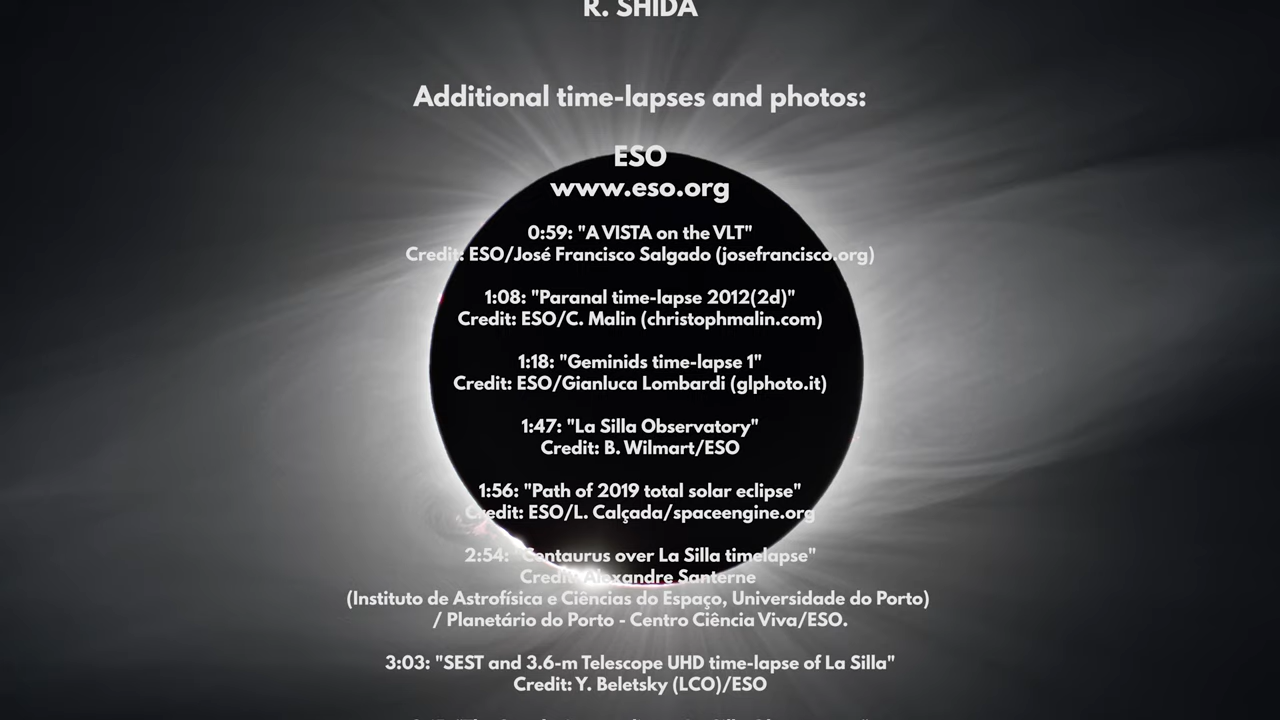 R. SHIDA
Additional time-lapses and photos:
ESO
www.eso.org
0:59: "A VISTA on the VLT"
Credit: ESO/José Francisco Salgado (josefrancisco.org)
1:08: "Paranal time-lapse 2012(2d)"
Credit: ESO/C. Malin (christophmalin.com)
1:18: "Geminids time-lapse 1"
Credit: ESO/Gianluca Lombardi (glphoto.it)
1:47: "La Silla Observatory"
Credit: B. Wilmart/ESO
1:56: "Path of 2019 total solar eclipse"
Credit: ESO/L. Calçada/spaceengine.org
2:54: "Centaurus over La Silla timelapse"
Credit: Alexandre Santerne
(Instituto de Astrofísica e Ciências do Espaço, Universidade do Porto)
/ Planetário do Porto - Centro Ciência Viva/ESO.
3:03: "SEST and 3.6-m Telescope UHD time-lapse of La Silla"
Credit: Y. Beletsky (LCO)/ESO